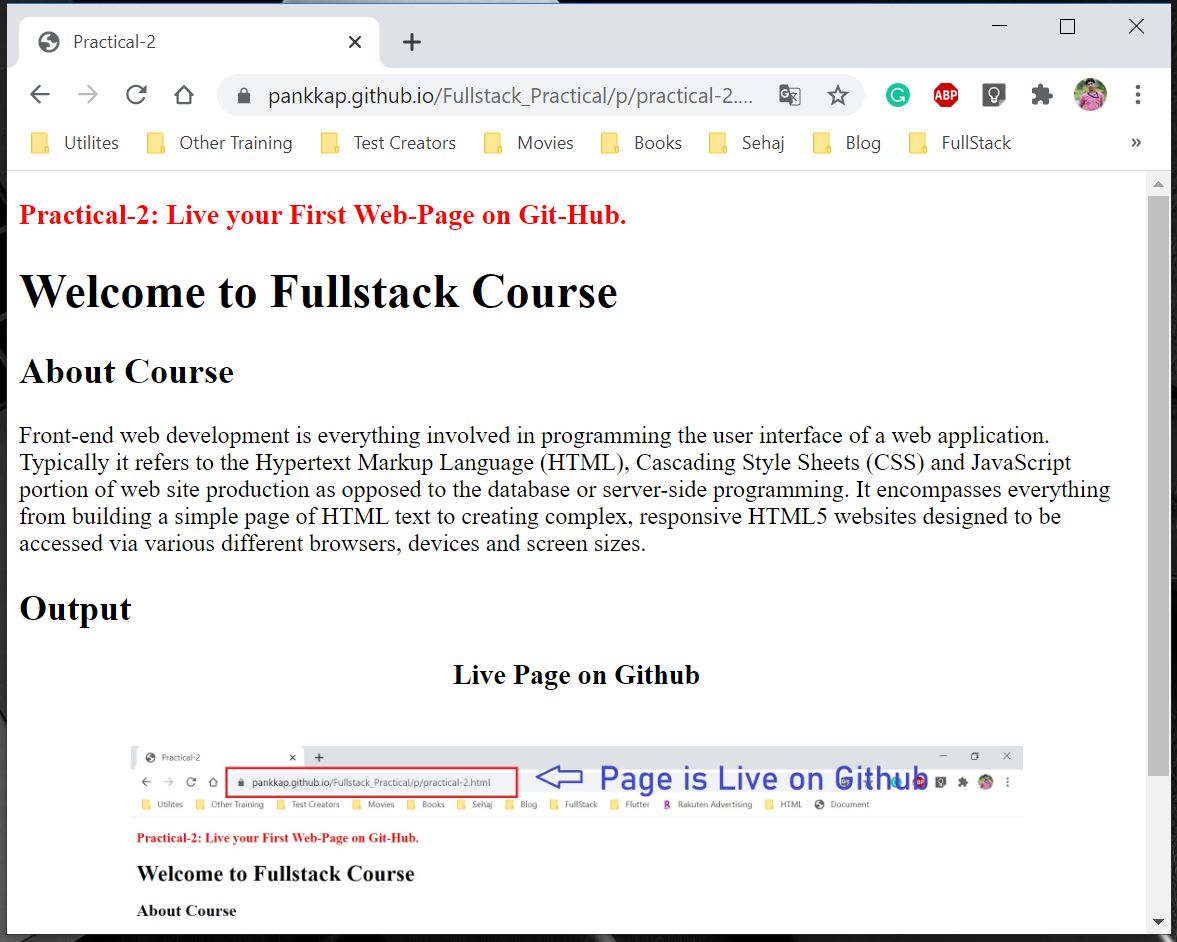 Practical-2
pankkap.github.io/Fullstack_Practical/p/practical-2....
ABP
Utilites Other Training Test Creators Movies Books Sehaj Blog FullStack »
Practical-2: Live your First Web-Page on Git-Hub.
Welcome to Fullstack Course
About Course
Front-end web development is everything involved in programming the user interface of a web application.
Typically it refers to the Hypertext Markup Language (HTML), Cascading Style Sheets (CSS) and JavaScript
portion of web site production as opposed to the database or server-side programming. It encompasses everything
from building a simple page of HTML text to creating complex, responsive HTML5 websites designed to be
accessed via various different browsers, devices and screen sizes.
Output
Live Page on Github
Practical-2
pankkap.github.io/Fullstack_Practical/p/practical-2.html
Page is Live on Github
Utilites Other Training Test Creators Movies Books Sehaj Blog FullStack Flutter Rakuten Advertising HTML Document
Practical-2: Live your First Web-Page on Git-Hub.
Welcome to Fullstack Course
About Course